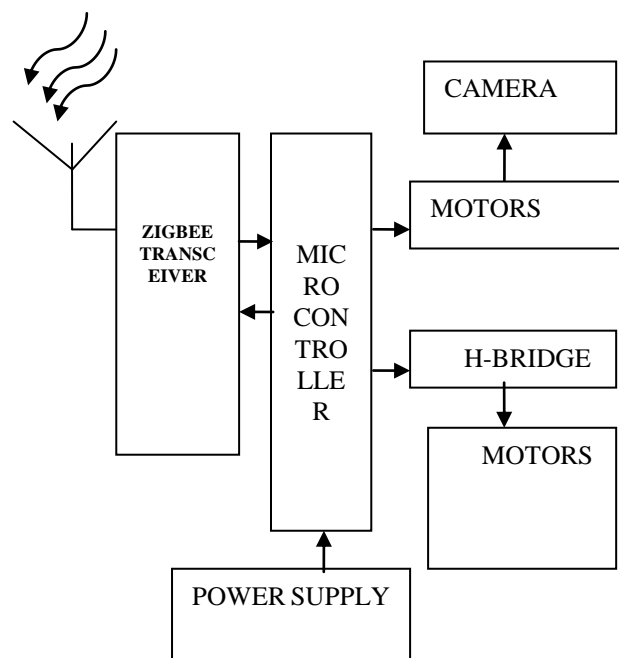 CAMERA
ZIGBEE
TRANSC
EIVER
MOTORS
MIC
RO
CON
TRO
LLE
R
H-BRIDGE
MOTORS
POWER SUPPLY